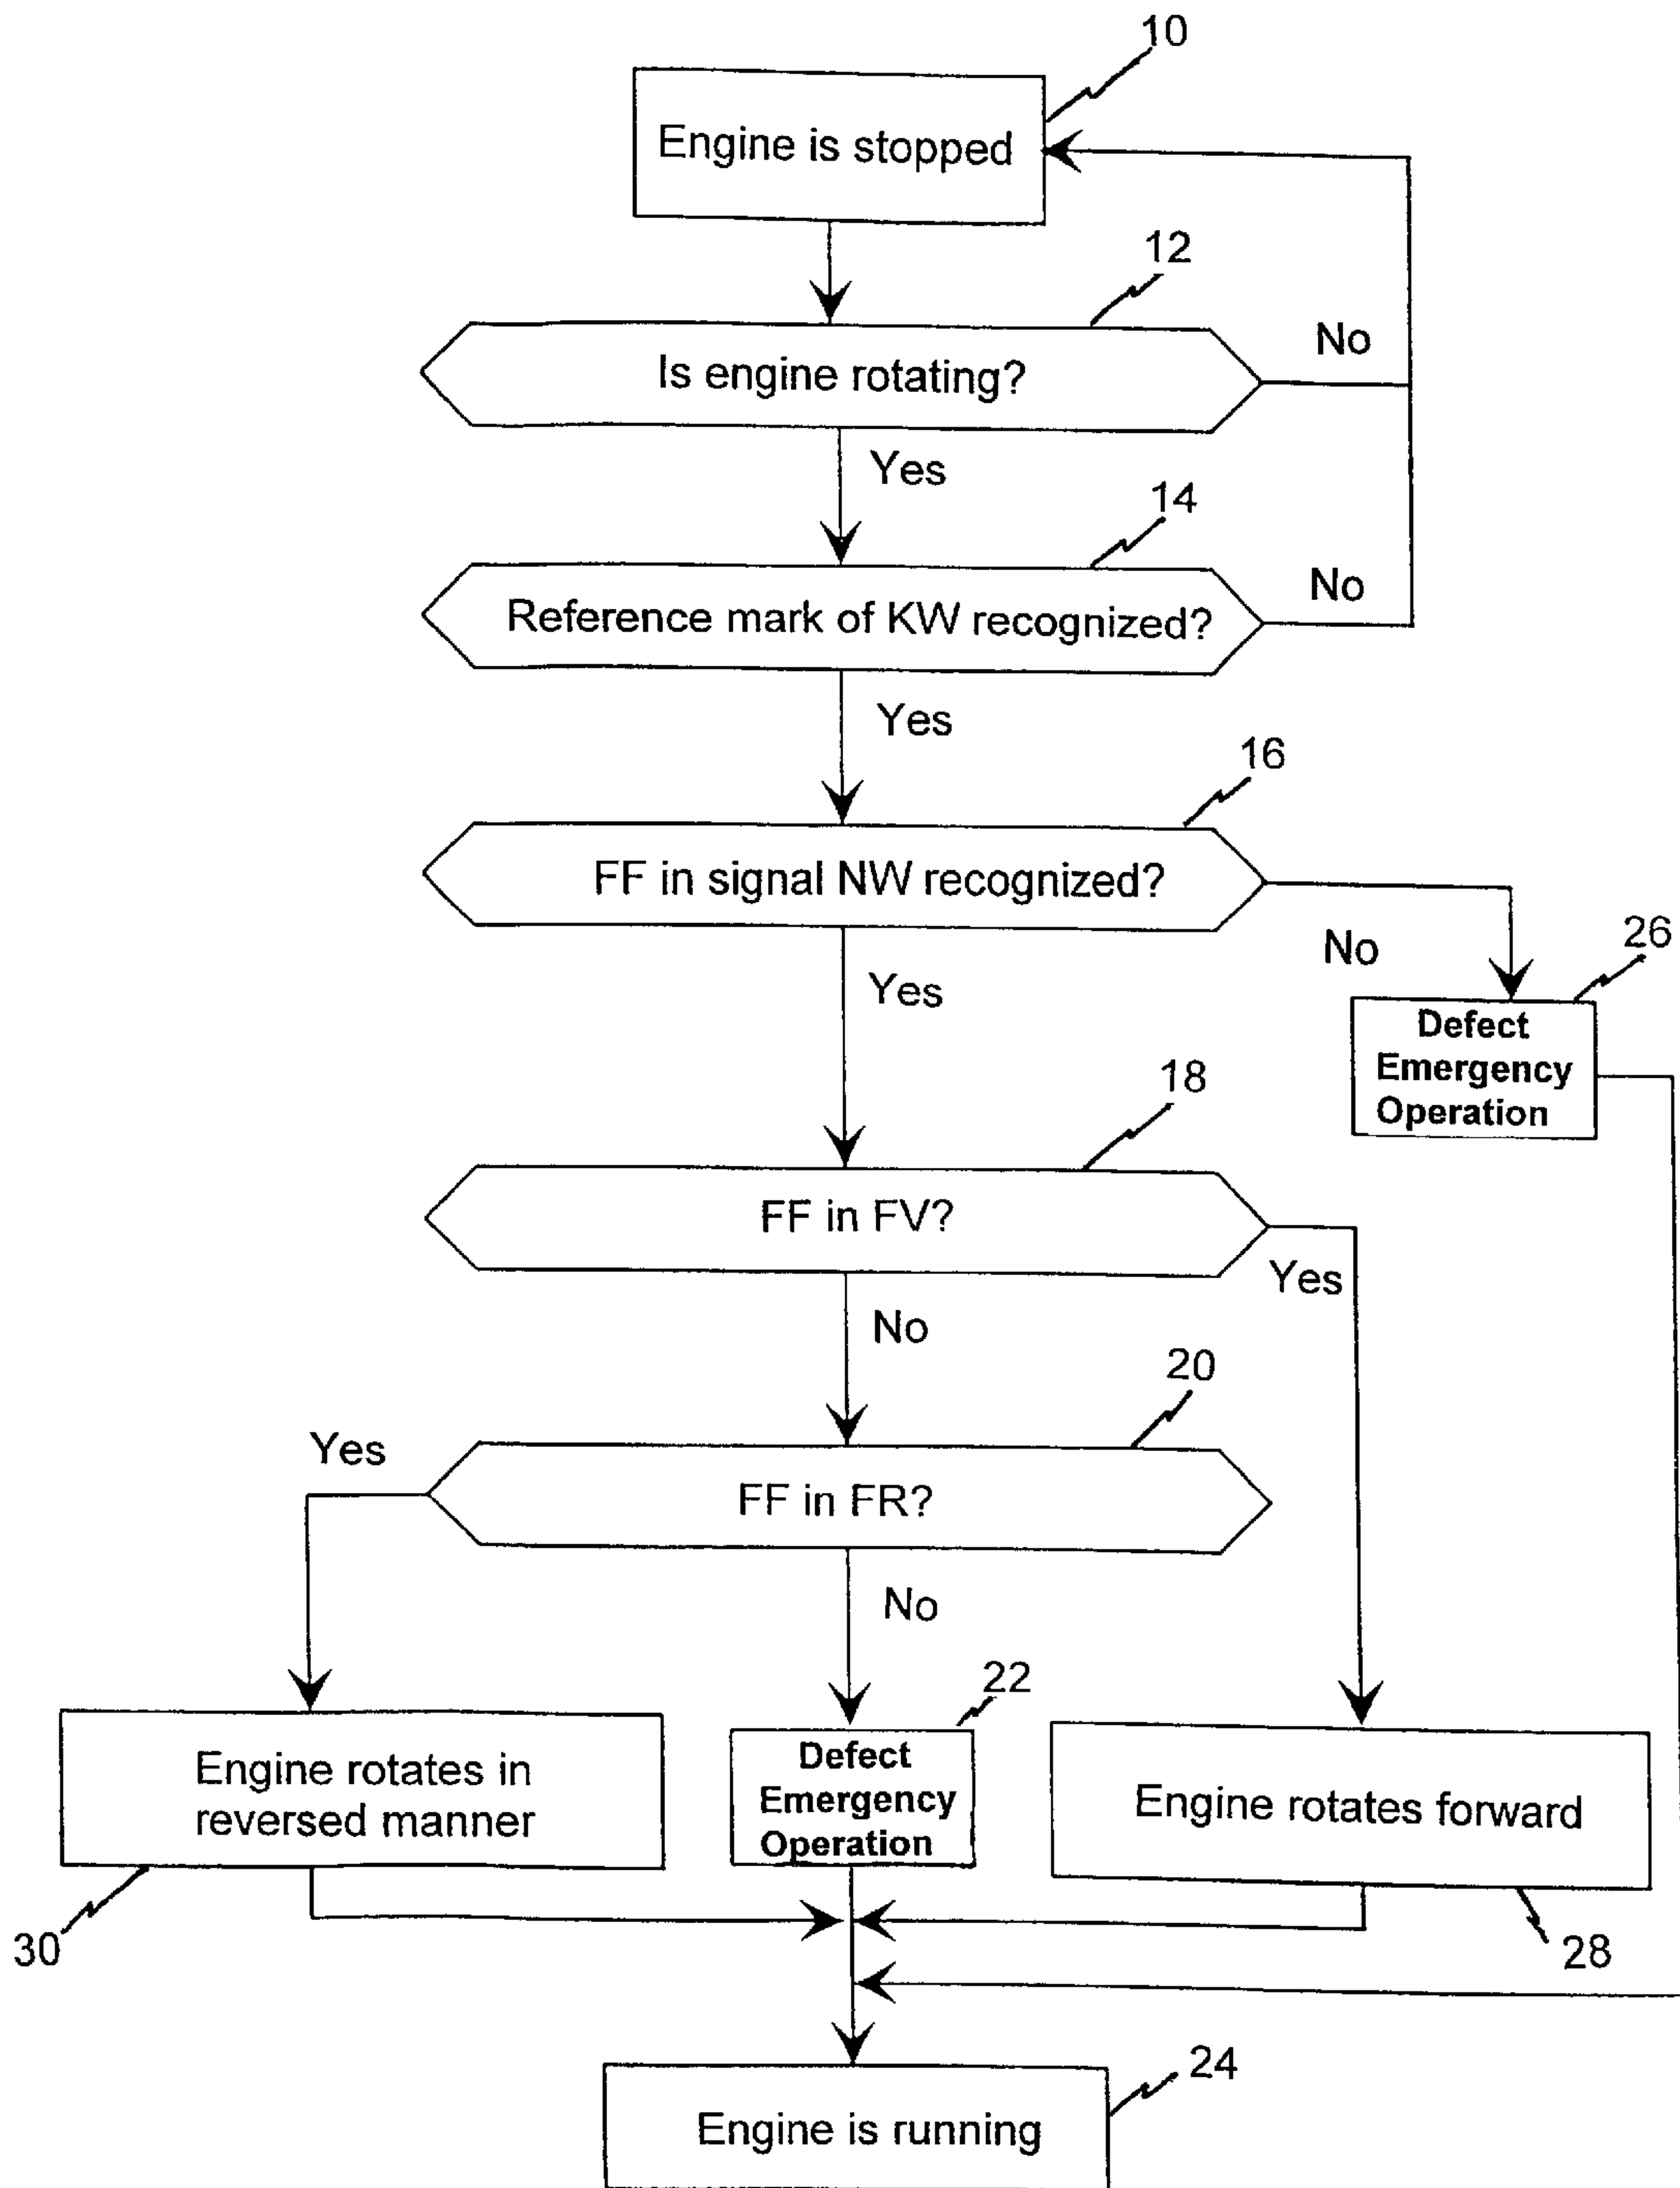 10
Engine is stopped
12
Is engine rotating?
No
Yes
14
Reference mark of KW recognized?
No
Yes
16
FF in signal NW recognized?
No
Yes
26
Defect
Emergency
Operation
18
FF in FV?
Yes
No
20
Yes
FF in FR?
No
22
Engine rotates in
reversed manner
Defect
Emergency
Operation
Engine rotates forward
30
28
24
Engine is running